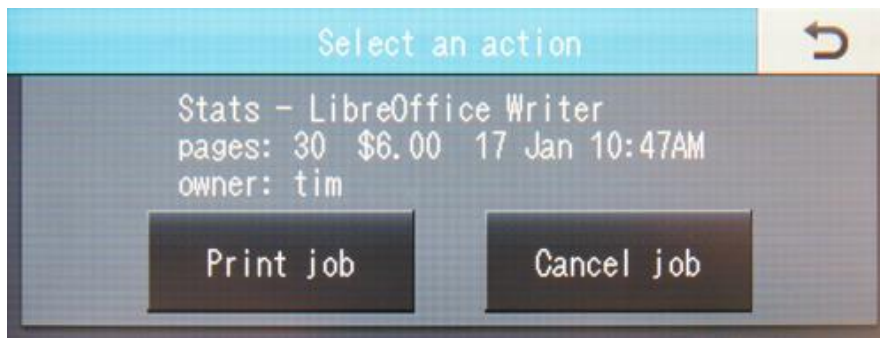 Select an action
Stats - LibreOffice Writer
pages: 30 $6.00 17 Jan 10:47AM
owner: tim
Print job
Cancel job